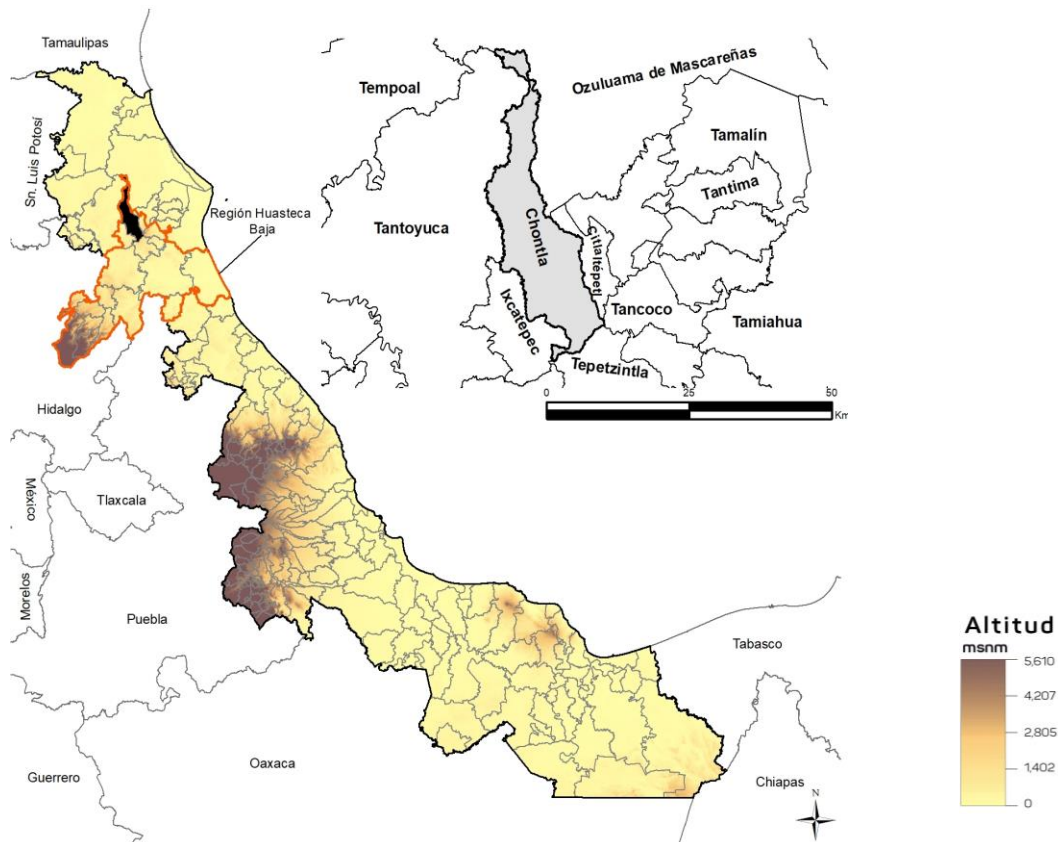 Tamaulipas
Sn. Luis Potosí
Región Huasteca
Baja
Hidalgo
México
Tlaxcala
Morelos
Puebla
Guerrero
Oaxaca
Tabasco
Chiapas
Tempoal
Ozuluama de Mascareñas
Tamalín
Tantima
Tantoyuca
Chontla
Citlaltépetl
Ixcatepec
Tancoco
Tamiahua
Tepetzintla
0 25 50
Km
Altitud
msnm
5,610
4,207
2,805
1,402
0
N